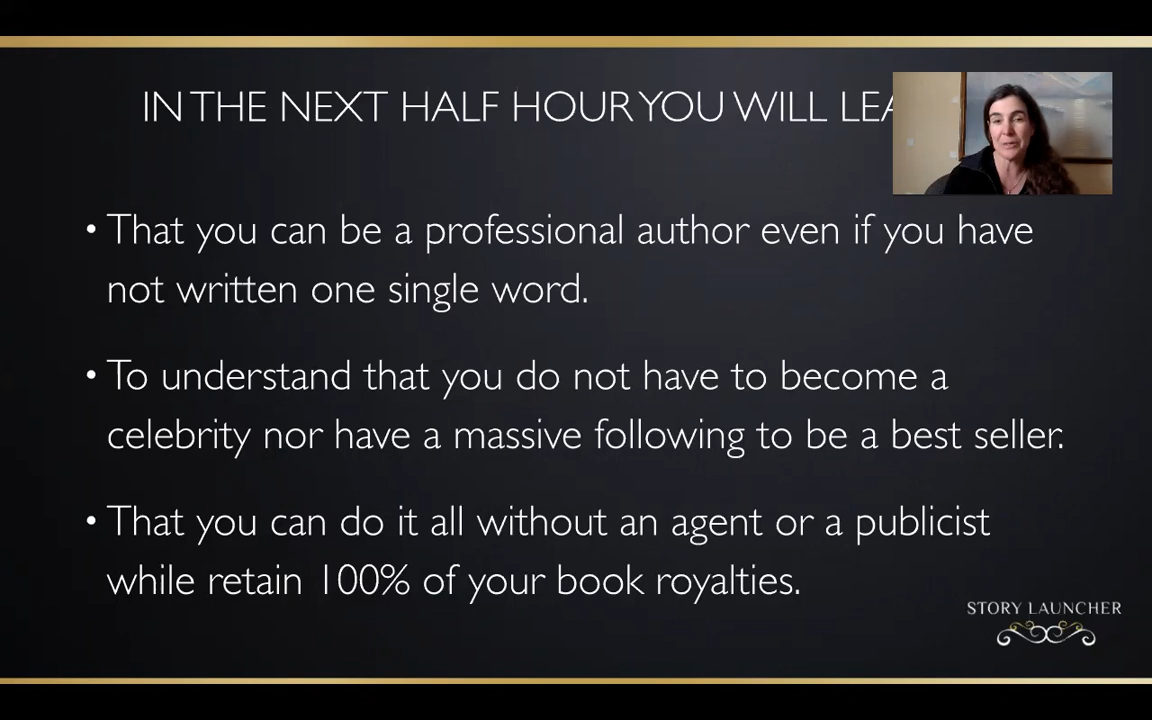 IN THE NEXT HALF HOUR YOU WILL LEA
• That you can be a professional author even if you have
not written one single word.
• To understand that you do not have to become a
celebrity nor have a massive following to be a best seller.
• That you can do it all without an agent or a publicist
while retain 100% of your book royalties.
STORY LAUNCHER